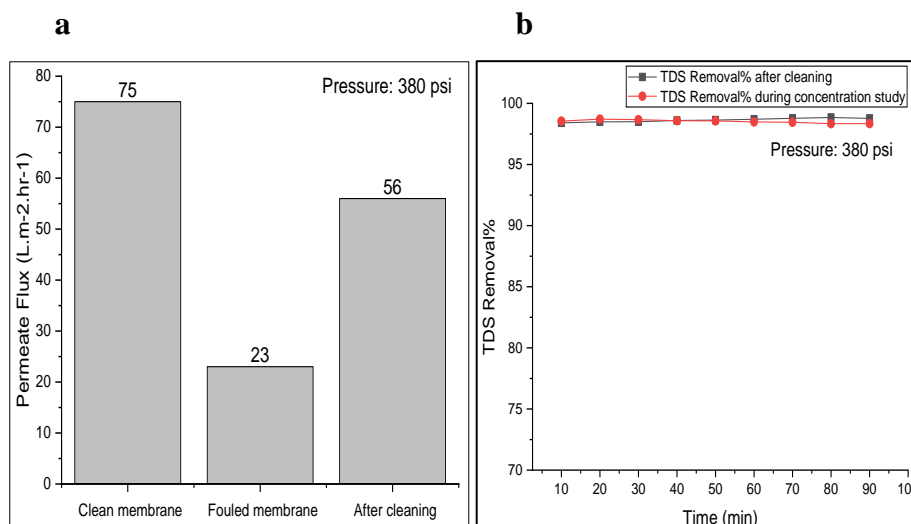 a
Pressure: 380 psi
75
23
56
80
70
60
50
40
30
20
10
0
Permeate Flux (L.m-2.hr-1)
Clean membrane Fouled membrane After cleaning
b
TDS Removal% after cleaning
TDS Removal% during concentration study
Pressure: 380 psi
100
95
90
85
80
75
70
TDS Removal%
10 20 30 40 50 60 70 80 90 10
Time (min)